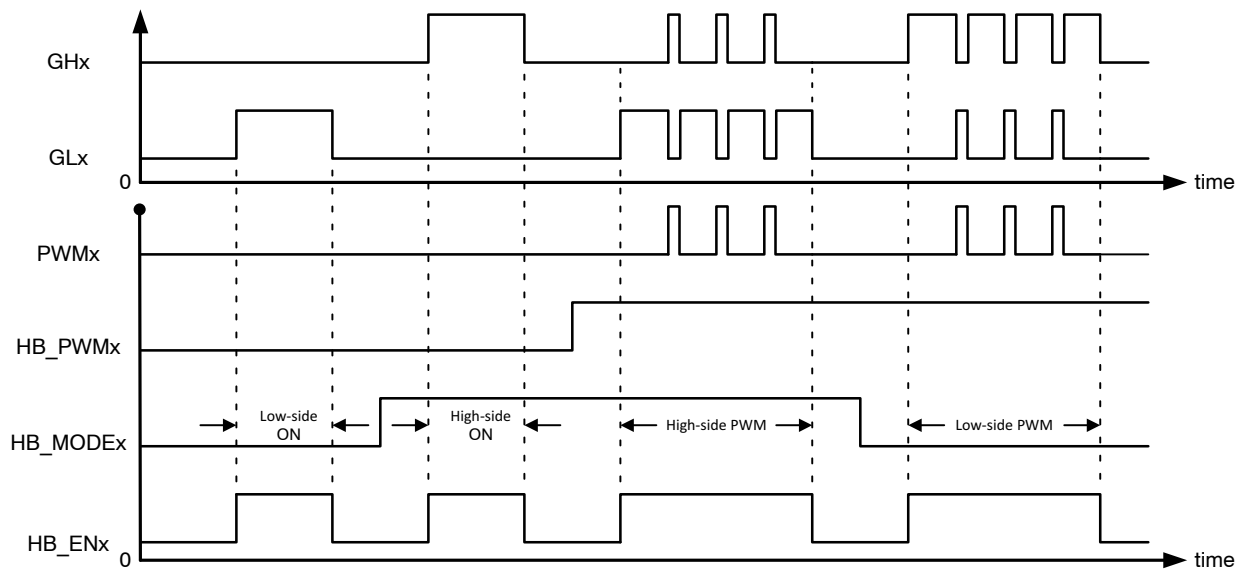 GHx
GLx
0
time
PWMx
HB_PWMx
HB_MODEx
Low-side
ON
High-side
ON
High-side PWM
Low-side PWM
HB_ENx
0
time